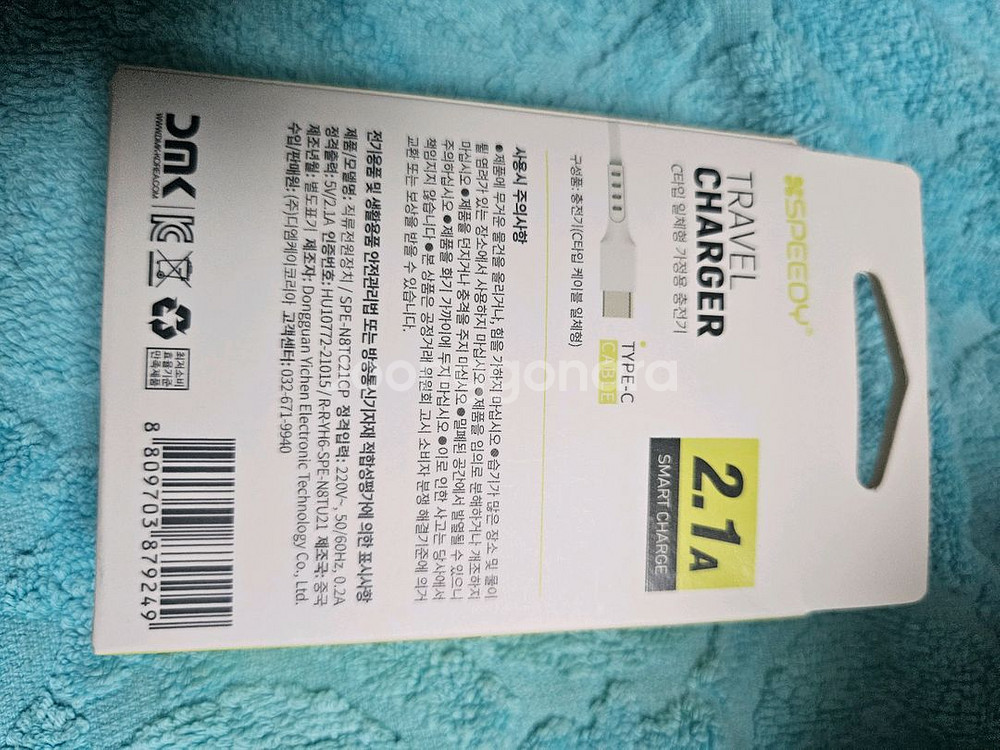 XSPEEDY
TRAVEL
CHARGER
C타입 일체형 가정용 충전기
2.1A
SMART CHARGE
TYPE-C
CABLE
구성품: 충전기(C타입 케이블 일체형)
사용시 주의사항
●제품에 무거운 물건을 올리거나, 힘을 가하지 마십시오 ●습기가 많은 장소 및 물이
튈 염려가 있는 장소에서 사용하지 마십시오 ●제품을 임의로 분해하거나 개조하지
마십시오 ●제품을 던지거나 충격을 주지 마십시오 ●밀폐된 공간에서 발열될 수 있으니
주의하십시오 ●제품을 화기 가까이에 두지 마십시오 ●이로 인한 사고는 당사에서
책임지지 않습니다 ●본 상품은 공정거래 위원회 고시 소비자 분쟁 해결기준에 의거
교환 또는 보상을 받을 수 있습니다.
전기용품 및 생활용품 안전관리법 또는 방송통신기자재 적합성평가에 의한 표시사항
제품/모델명: 직류전원장치 / SPE-N8TC21CP 정격입력: 220V~, 50/60Hz, 0.2A
정격출력: 5V/2.1A 인증번호: HU10772-21015 / R-R-YH6-SPE-N8TU21 제조국: 중국
제조년월: 별도표기 제조자: Dongguan Yichen Electronic Technology Co., Ltd.
수입/판매원: (주)디엠케이코리아 고객센터: 032-671-9940
DMK
WWW.DMK-KOREA.COM
최저소비
효율기준
만족제품
8 809703 879249